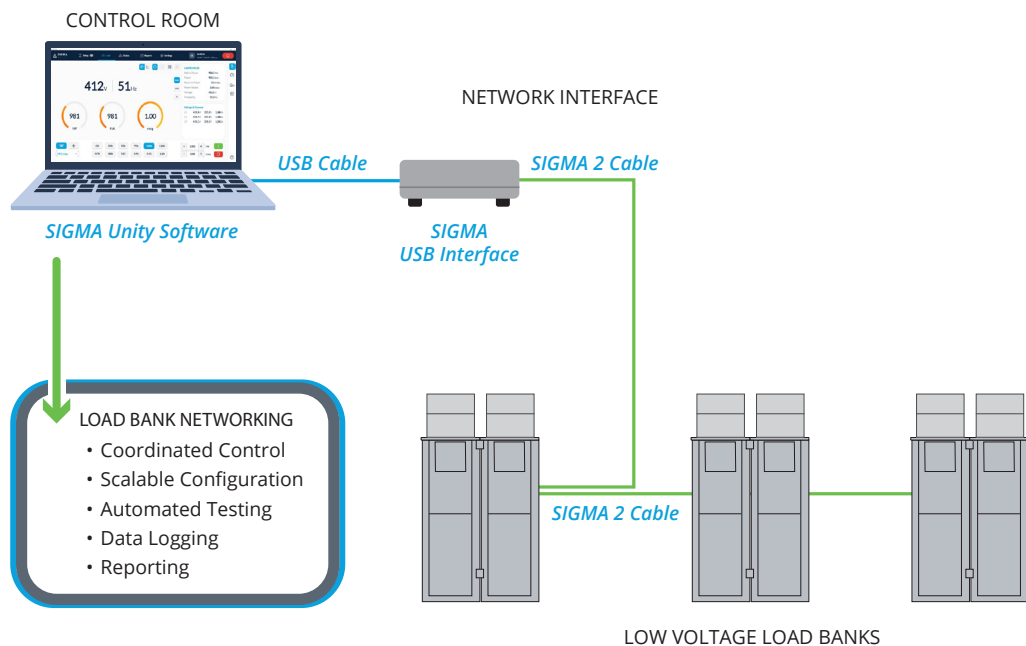 CONTROL ROOM
412V 51Hz
981 981 1.00
NETWORK INTERFACE
USB Cable
SIGMA 2 Cable
SIGMA Unity Software
SIGMA
USB Interface
LOAD BANK NETWORKING
• Coordinated Control
• Scalable Configuration
• Automated Testing
• Data Logging
• Reporting
SIGMA 2 Cable
LOW VOLTAGE LOAD BANKS